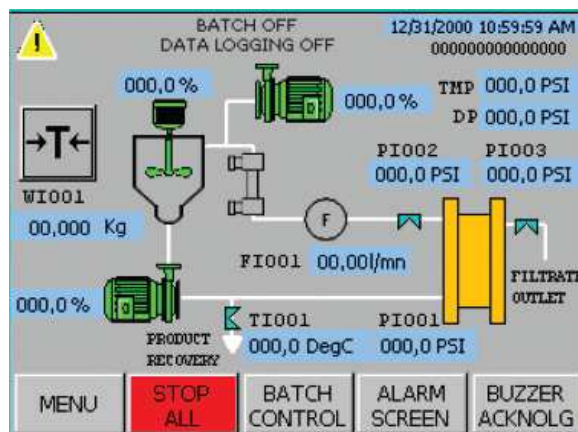 BATCH OFF
DATA LOGGING OFF
12/31/2000 10:59:59 AM
000000000000000
000,0 %
000,0 %
TMP 000,0 PSI
DP 000,0 PSI
→T←
WI001
00,000 Kg
PI002
000,0 PSI
PI003
000,0 PSI
F
FI001 00,00l/mn
FILTRATE
OUTLET
000,0 %
PRODUCT
RECOVERY
TI001
000,0 DegC
PI001
000,0 PSI
MENU
STOP
ALL
BATCH
CONTROL
ALARM
SCREEN
BUZZER
ACKNOLG